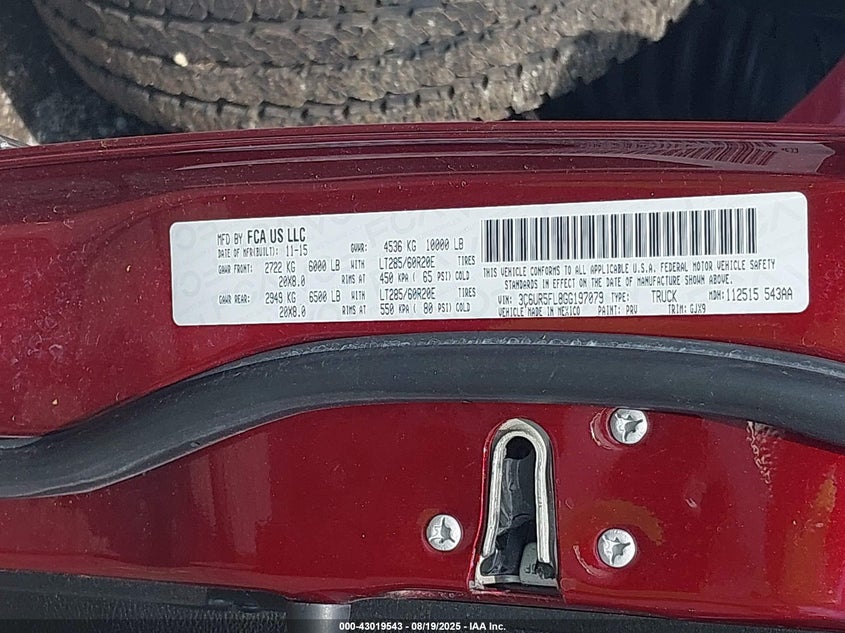 MFD BY FCA US LLC
DATE OF MFR(BUILT): 11-15 GVWR: 4536 KG 10000 LB
GAWR FRONT: 2722 KG 6000 LB WITH LT285/60R20E TIRES
20X8.0 RIMS AT 450 KPA ( 65 PSI) COLD
GAWR REAR: 2948 KG 6500 LB WITH LT285/60R20E TIRES
20X8.0 RIMS AT 550 KPA ( 80 PSI) COLD
THIS VEHICLE CONFORMS TO ALL APPLICABLE U.S.A. FEDERAL MOTOR VEHICLE SAFETY
STANDARDS IN EFFECT ON THE DATE OF MANUFACTURE SHOWN ABOVE.
VIN: 3C6UR5FL8GG197079 TYPE: TRUCK MDH: 112515 543AA
VEHICLE MADE IN MEXICO PAINT: PRV TRIM: GJX9
000-43019543 - 08/19/2025 - IAA Inc.